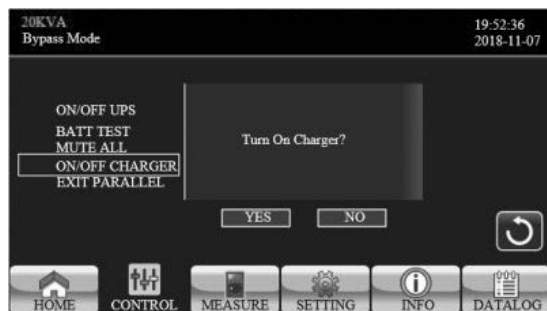 20KVA
Bypass Mode
19:52:36
2018-11-07
ON/OFF UPS
BATT TEST
MUTE ALL
ON/OFF CHARGER
EXIT PARALLEL
Turn On Charger?
YES
NO
HOME
CONTROL
MEASURE
SETTING
INFO
DATALOG